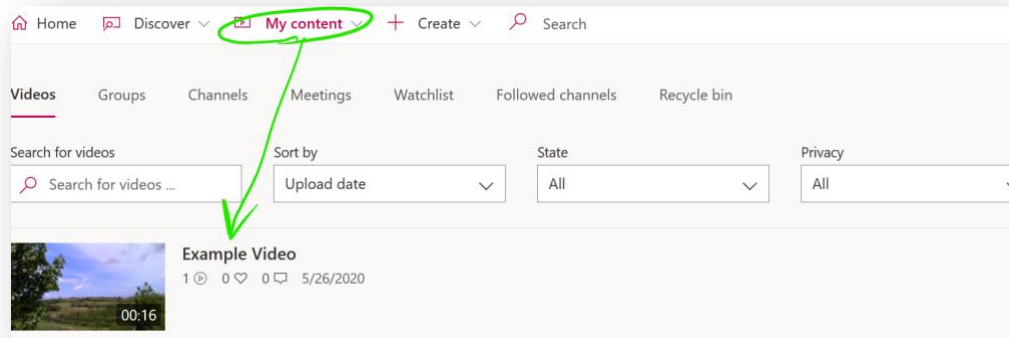 Home Discover My content Create Search
Videos Groups Channels Meetings Watchlist Followed channels Recycle bin
Search for videos Sort by State Privacy
Search for videos ... Upload date All All
Example Video
1 0 0 5/26/2020
00:16